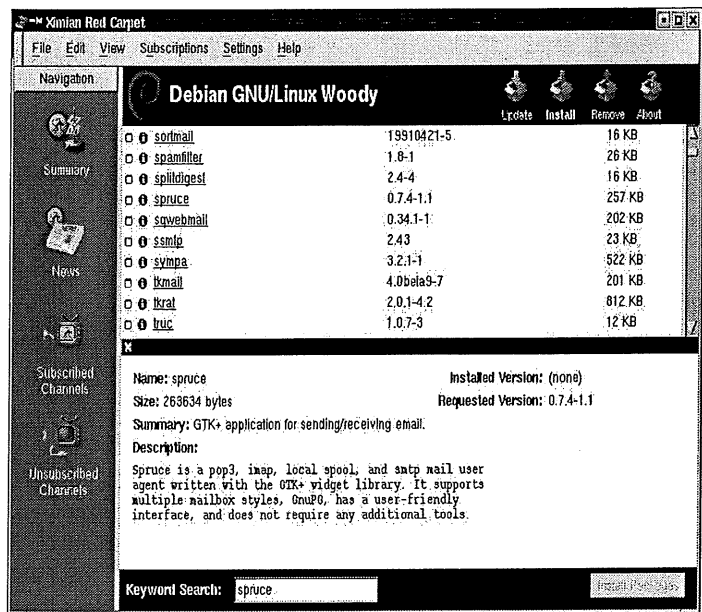 Ximian Red Carpet
File Edit View Subscriptions Settings Help
Navigation
Debian GNU/Linux Woody
Update Install Remove About
Summary
News
Subscribed
Channels
Unsubscribed
Channels
sortmail 19910421-5 16 KB
spamfilter 1.6-1 26 KB
splitdigest 2.4-4 16 KB
spruce 0.7.4-1.1 257 KB
sqwebmail 0.34.1-1 202 KB
ssmtp 2.43 23 KB
sympa 3.2.1-1 522 KB
tkmail 4.0beta9-7 201 KB
tkrat 2.0.1-4.2 812 KB
truc 1.0.7-3 12 KB
Name: spruce Installed Version: (none)
Size: 263634 bytes Requested Version: 0.7.4-1.1
Summary: GTK+ application for sending/receiving email.
Description:
Spruce is a pop3, imap, local spool, and smtp mail user
agent written with the GTK+ widget library. It supports
multiple mailbox styles, GnuPG, has a user-friendly
interface, and does not require any additional tools.
Keyword Search: spruce